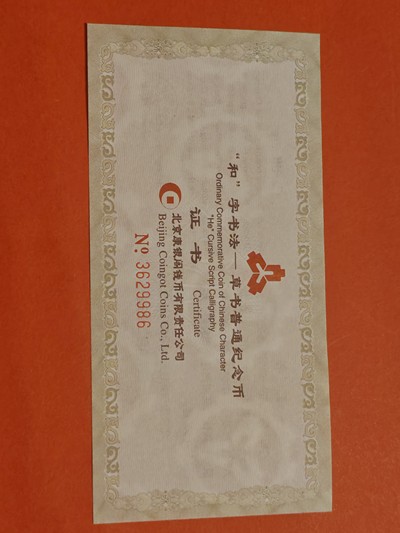 “和”字书法—草书普通纪念币
Ordinary Commemorative Coin of Chinese Character
"He" Cursive Script Calligraphy
证书 Certificate
北京康银阁钱币有限责任公司
Beijing Coingot Coins Co., Ltd.
№ 3629986